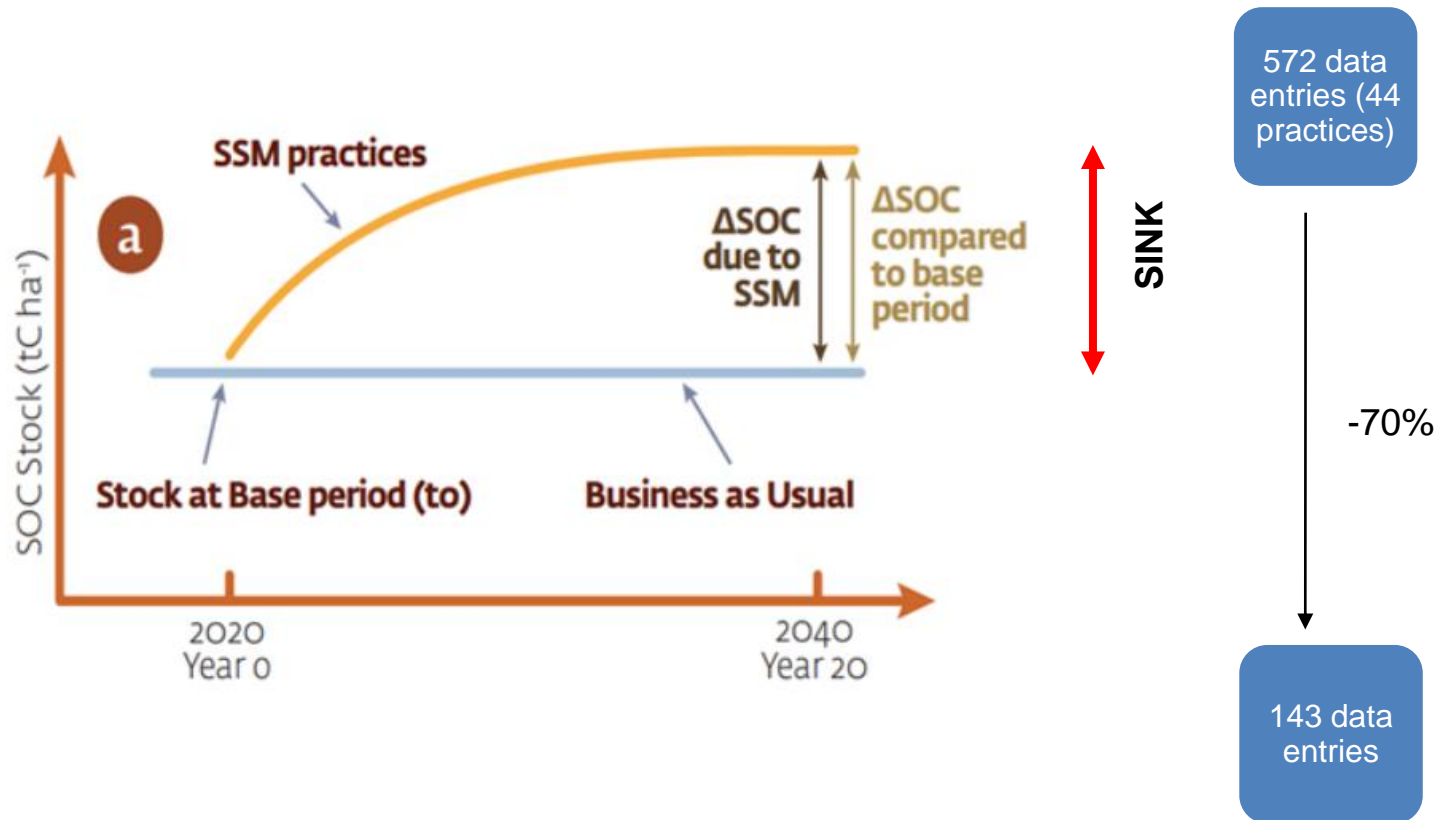 SSM practices
a
ΔSOC
due to
SSM
ΔSOC
compared
to base
period
SINK
SOC Stock (tC ha⁻¹)
Stock at Base period (to)
Business as Usual
2020
Year 0
2040
Year 20
572 data
entries (44
practices)
-70%
143 data
entries